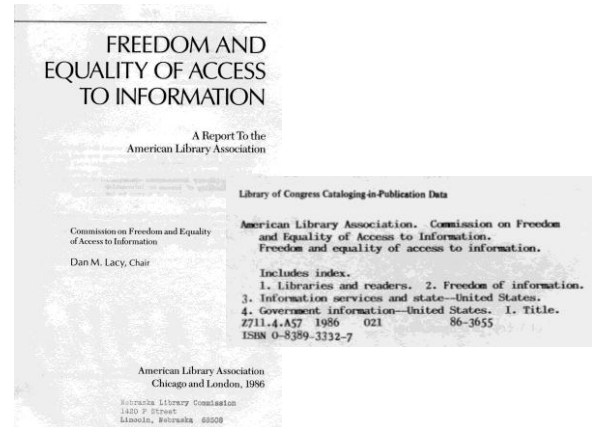 FREEDOM AND
EQUALITY OF ACCESS
TO INFORMATION
A Report To the
American Library Association
Commission on Freedom and Equality
of Access to Information
Dan M. Lacy, Chair
American Library Association
Chicago and London, 1986
Nebraska Library Commission
1420 P Street
Lincoln, Nebraska 68508
Library of Congress Cataloging-in-Publication Data
American Library Association. Commission on Freedom
and Equality of Access to Information.
Freedom and equality of access to information.
Includes index.
1. Libraries and readers. 2. Freedom of information.
3. Information services and state--United States.
4. Government information--United States. I. Title.
Z711.4.A57 1986 021 86-3655
ISBN 0-8389-3332-7